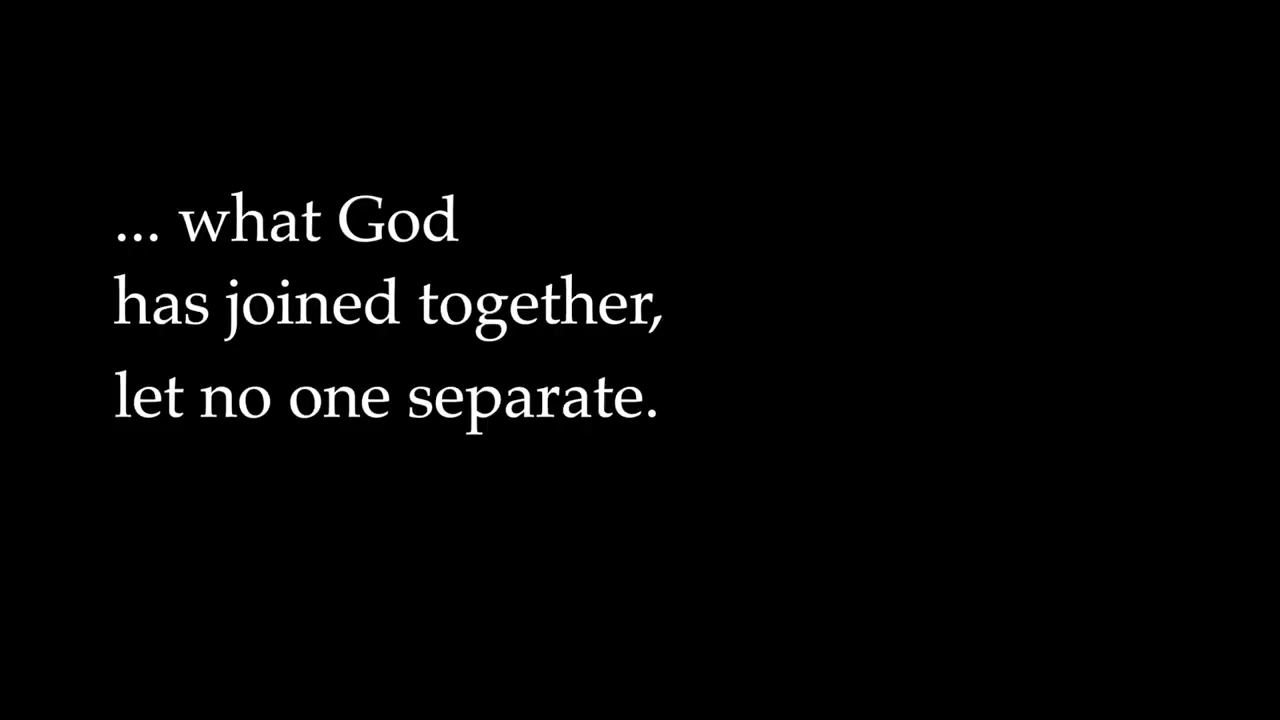 ... what God
has joined together,
let no one separate.